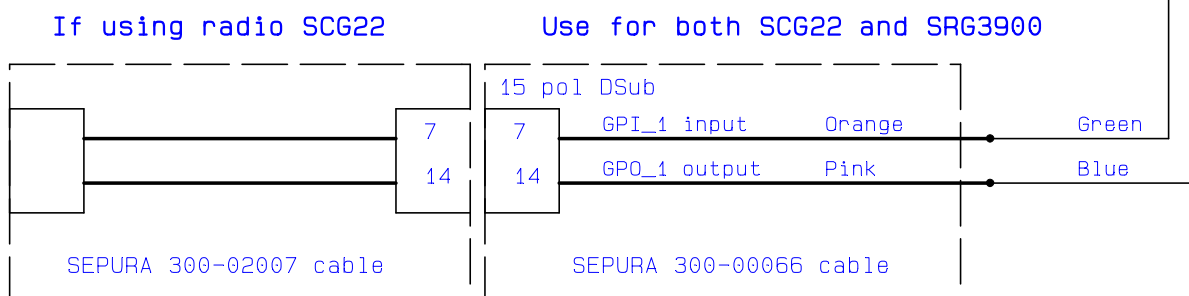 If using radio SCG22
Use for both SCG22 and SRG3900
15 pol DSub
7
7
GPI_1 input
Orange
Green
14
14
GPO_1 output
Pink
Blue
SEPURA 300-02007 cable
SEPURA 300-00066 cable